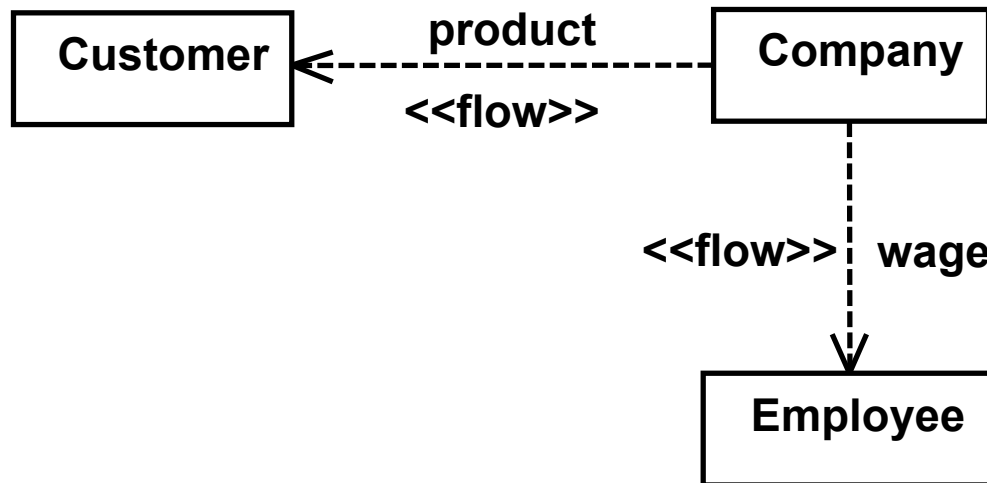 Customer
product
<<flow>>
Company
<<flow>>
wage
Employee